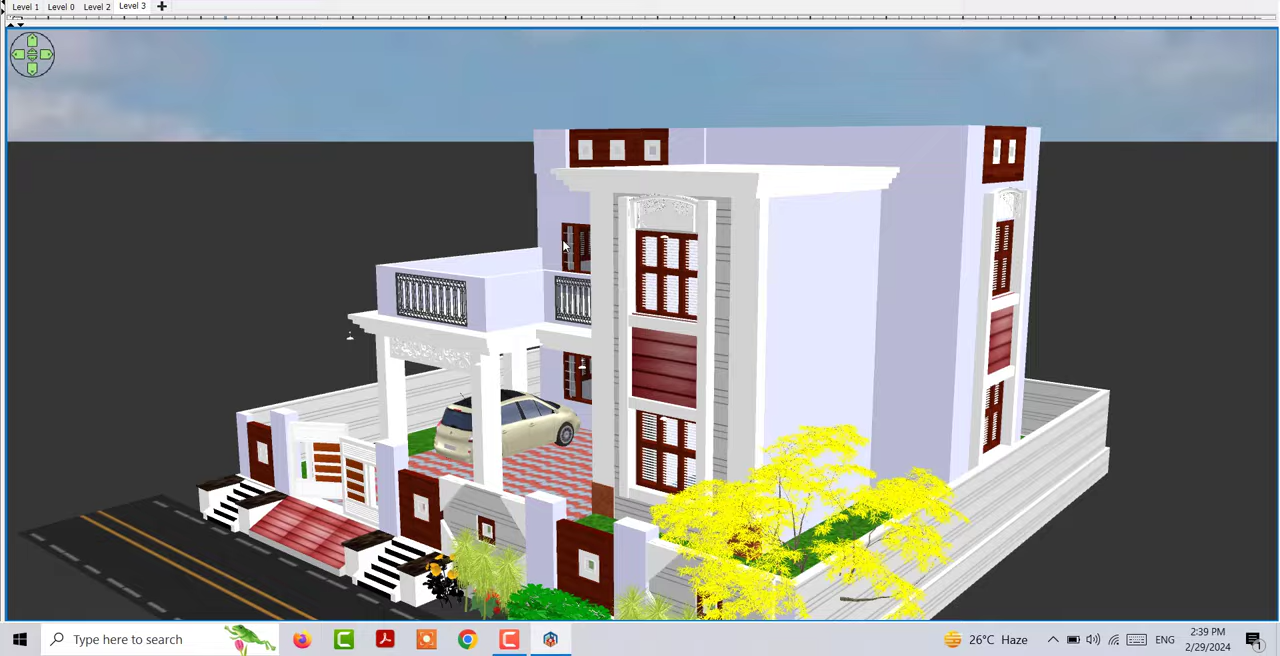 Level 1 Level 0 Level 2 Level 3
Type here to search
26°C Haze
ENG
2:39 PM
2/29/2024
1